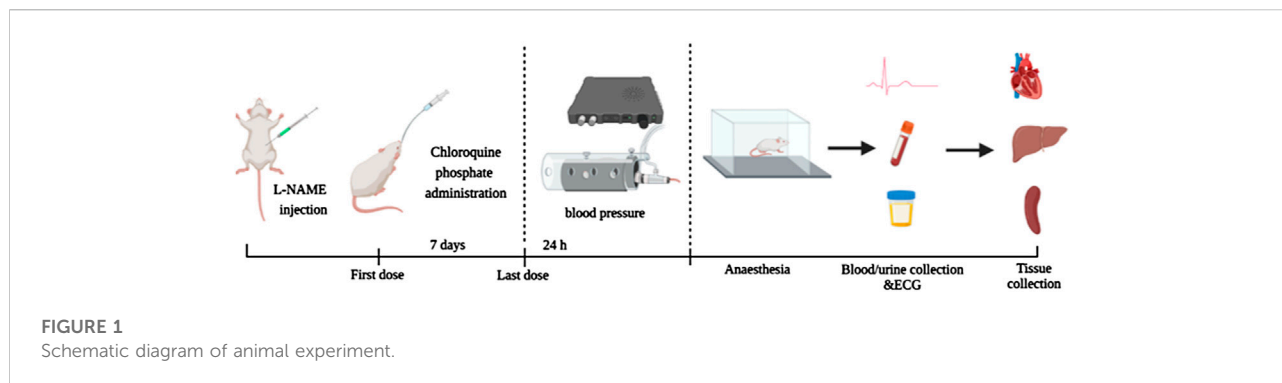 L-NAME
injection
Chloroquine
phosphate
administration
blood pressure
7 days
24 h
First dose
Last dose
Anaesthesia
Blood/urine collection
&ECG
Tissue
collection
FIGURE 1
Schematic diagram of animal experiment.